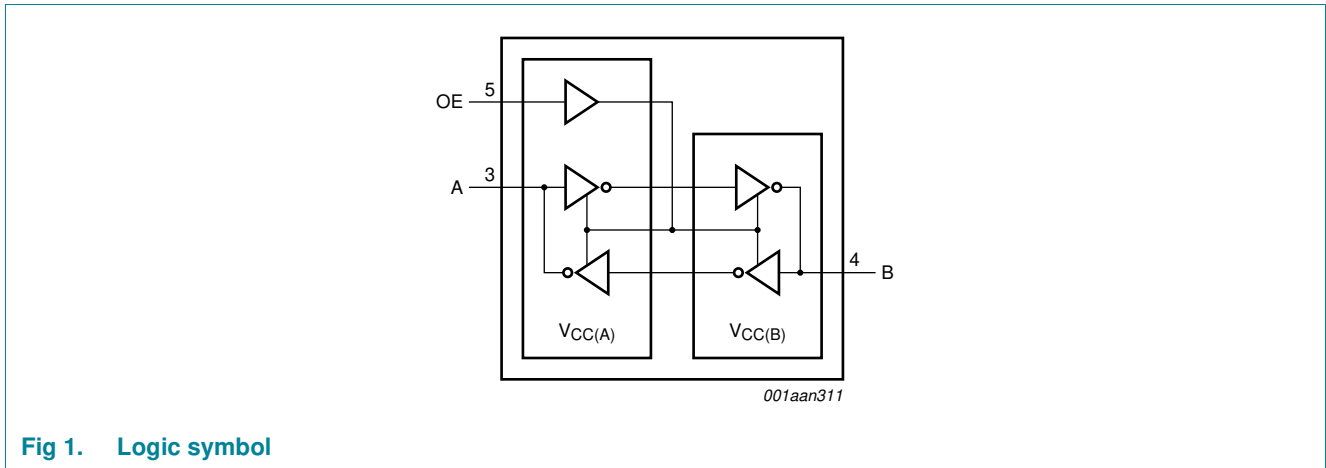 5
OE
3
A
4
B
VCC(A)
VCC(B)
001aan311
Fig 1. Logic symbol